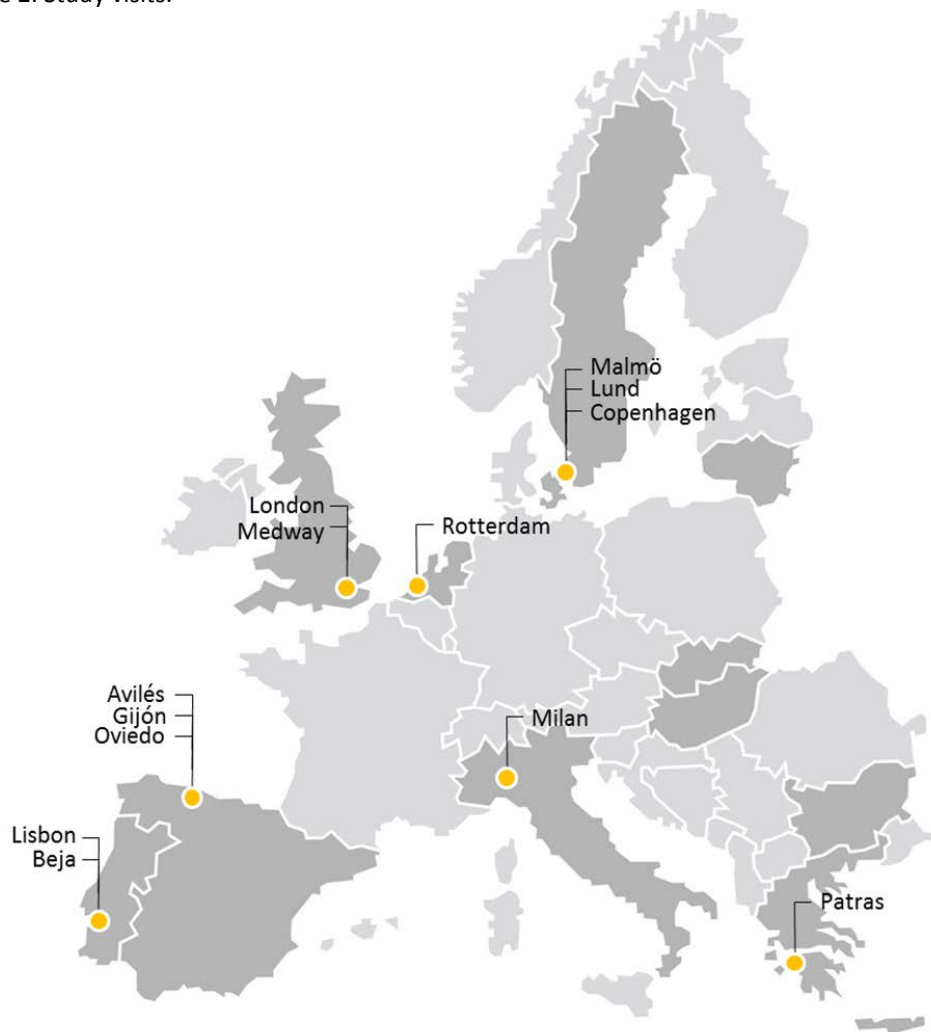 Malmö
Lund
Copenhagen
London
Medway
Rotterdam
Avilés
Gijón
Oviedo
Milan
Lisbon
Beja
Patras